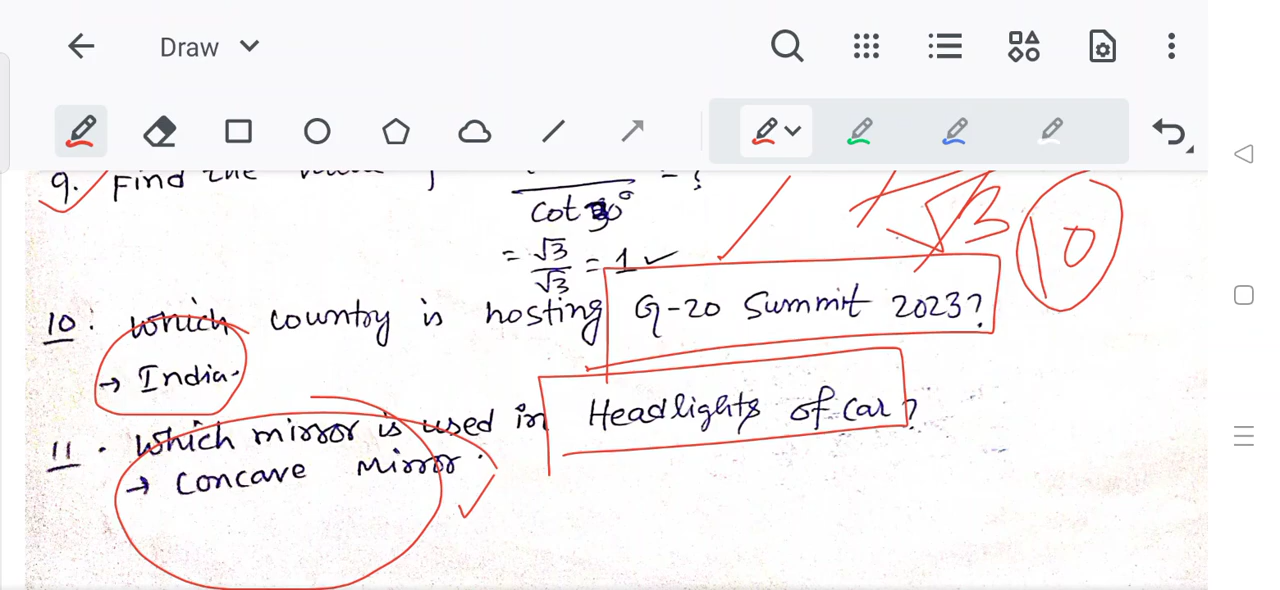 Draw
9. Find the
cot 30°
= √3/√3 = 1 ✓
√3
10
10. Which country is hosting G-20 Summit 2023?
→ India.
11. Which mirror is used in Headlights of car?
→ Concave Mirror.